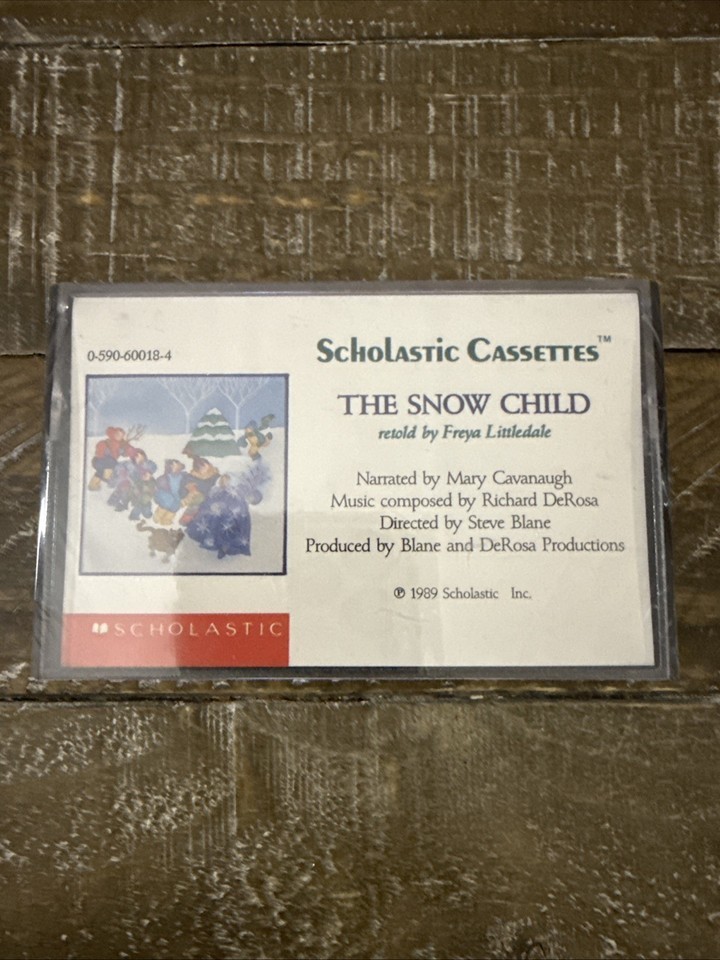 0-590-60018-4
Scholastic Cassettes™
THE SNOW CHILD
retold by Freya Littledale
Narrated by Mary Cavanaugh
Music composed by Richard DeRosa
Directed by Steve Blane
Produced by Blane and DeRosa Productions
℗ 1989 Scholastic Inc.
SCHOLASTIC